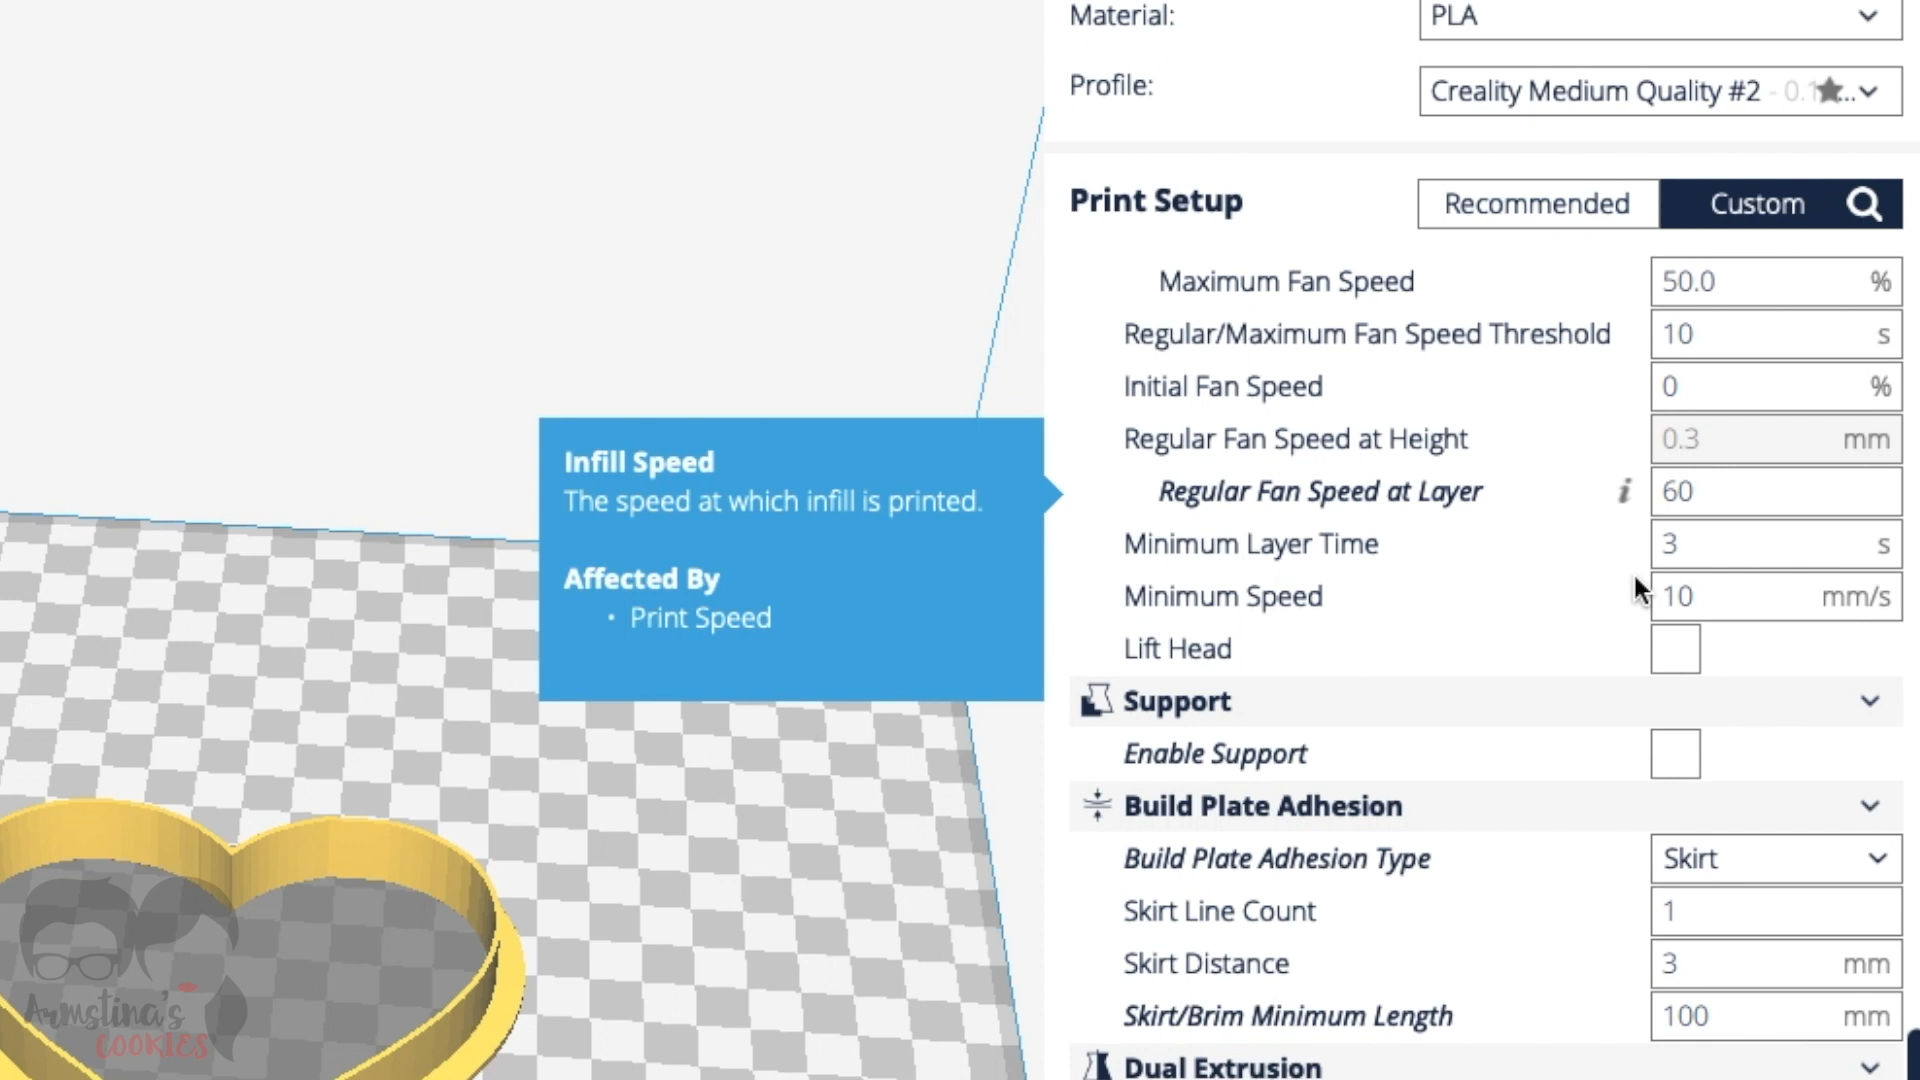 Material:
PLA
Profile:
Creality Medium Quality #2 - 0.1...
Print Setup
Recommended
Custom
Maximum Fan Speed
50.0 %
Regular/Maximum Fan Speed Threshold
10 s
Initial Fan Speed
0 %
Regular Fan Speed at Height
0.3 mm
Infill Speed
The speed at which infill is printed.
Affected By
• Print Speed
Regular Fan Speed at Layer
i
60
Minimum Layer Time
3 s
Minimum Speed
10 mm/s
Lift Head
Support
Enable Support
Build Plate Adhesion
Build Plate Adhesion Type
Skirt
Skirt Line Count
1
Skirt Distance
3 mm
Skirt/Brim Minimum Length
100 mm
Dual Extrusion
Armstina's
COOKIES